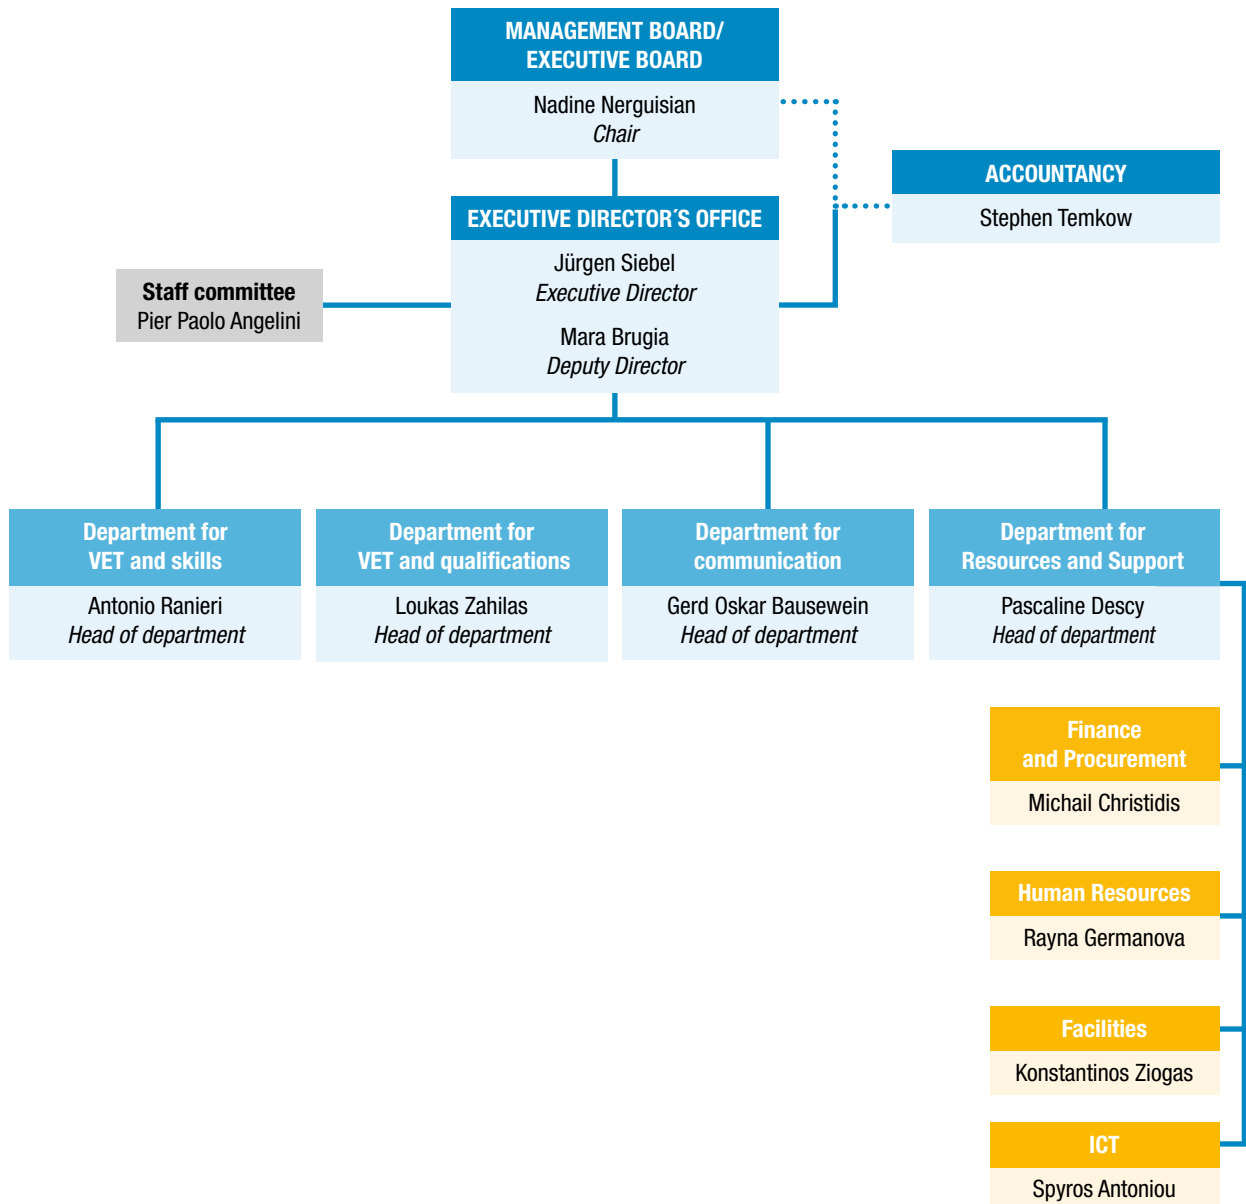 MANAGEMENT BOARD/
EXECUTIVE BOARD
Nadine Nerguisian
Chair
ACCOUNTANCY
Stephen Temkow
EXECUTIVE DIRECTOR´S OFFICE
Jürgen Siebel
Executive Director
Mara Brugia
Deputy Director
Staff committee
Pier Paolo Angelini
Department for
VET and skills
Antonio Ranieri
Head of department
Department for
VET and qualifications
Loukas Zahilas
Head of department
Department for
communication
Gerd Oskar Bausewein
Head of department
Department for
Resources and Support
Pascaline Descy
Head of department
Finance
and Procurement
Michail Christidis
Human Resources
Rayna Germanova
Facilities
Konstantinos Ziogas
ICT
Spyros Antoniou